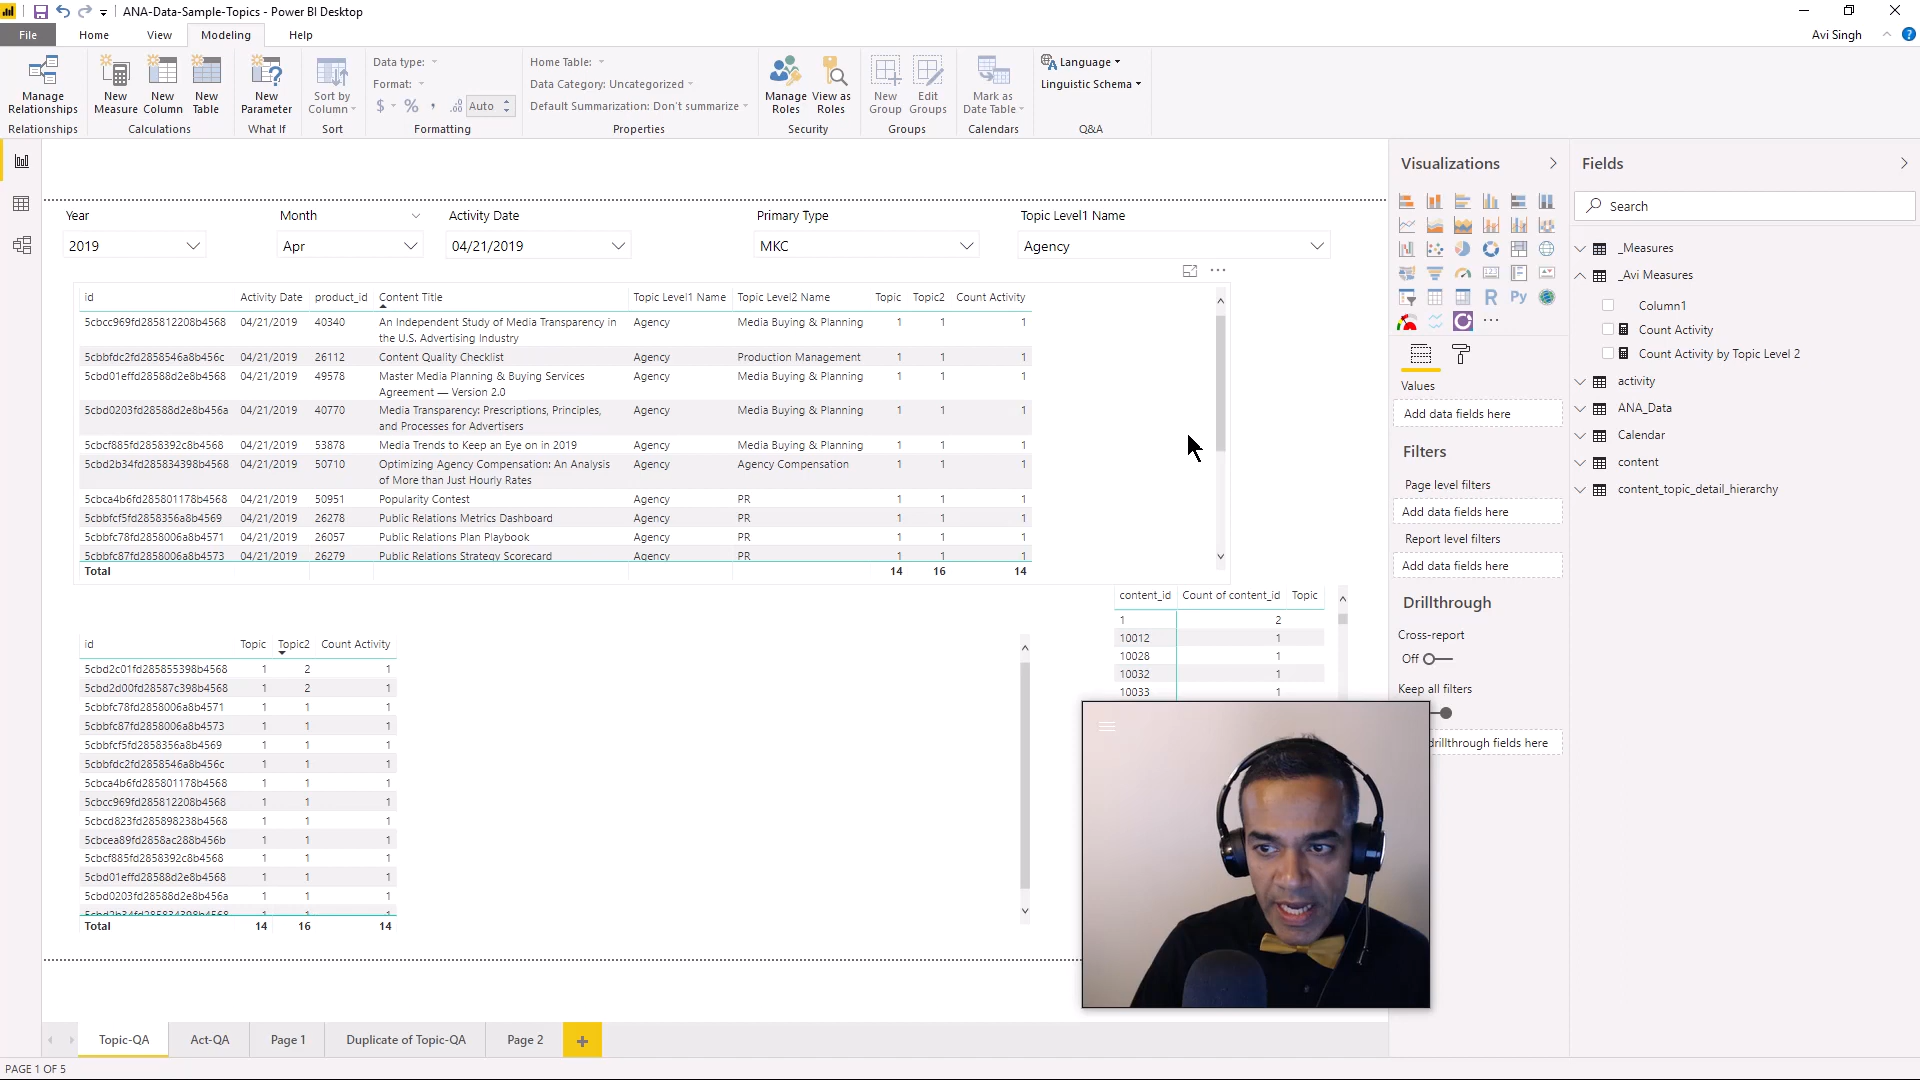 ANA-Data-Sample-Topics - Power BI Desktop
File
Home
View
Modeling
Help
Avi Singh
?
Manage Relationships
New Measure
New Column
New Table
New Parameter
Sort by Column
Data type:
Format:
$ % , .00 Auto
Home Table:
Data Category: Uncategorized
Default Summarization: Don't summarize
Manage Roles
View as Roles
New Group
Edit Groups
Mark as Date Table
Language
Linguistic Schema
Relationships
Calculations
What If
Sort
Formatting
Properties
Security
Groups
Calendars
Q&A
Year
Month
Activity Date
Primary Type
Topic Level1 Name
2019
Apr
04/21/2019
MKC
Agency
id Activity Date product_id Content Title Topic Level1 Name Topic Level2 Name Topic Topic2 Count Activity
5cbcc969fd285812208b4568 04/21/2019 40340 An Independent Study of Media Transparency in Agency Media Buying & Planning 1 1 1
the U.S. Advertising Industry
5cbbfdc2fd2858546a8b456c 04/21/2019 26112 Content Quality Checklist Agency Production Management 1 1 1
5cbd01effd28588d2e8b4568 04/21/2019 49578 Master Media Planning & Buying Services Agency Media Buying & Planning 1 1 1
Agreement — Version 2.0
5cbd0203fd28588d2e8b456a 04/21/2019 40770 Media Transparency: Prescriptions, Principles, Agency Media Buying & Planning 1 1 1
and Processes for Advertisers
5cbcf885fd2858392c8b4568 04/21/2019 53878 Media Trends to Keep an Eye on in 2019 Agency Media Buying & Planning 1 1 1
5cbd2b34fd285834398b4568 04/21/2019 50710 Optimizing Agency Compensation: An Analysis Agency Agency Compensation 1 1 1
of More than Just Hourly Rates
5cbca4b6fd285801178b4568 04/21/2019 50951 Popularity Contest Agency PR 1 1 1
5cbbfcf5fd2858356a8b4569 04/21/2019 26278 Public Relations Metrics Dashboard Agency PR 1 1 1
5cbbfc78fd2858006a8b4571 04/21/2019 26057 Public Relations Plan Playbook Agency PR 1 1 1
5cbbfc87fd2858006a8b4573 04/21/2019 26279 Public Relations Strategy Scorecard Agency PR 1 1 1
Total 14 16 14
content_id Count of content_id Topic
1 2
10012 1
10028 1
10032 1
10033 1
id Topic Topic2 Count Activity
5cbd2c01fd285855398b4568 1 2 1
5cbd2d00fd28587c398b4568 1 2 1
5cbbfc78fd2858006a8b4571 1 1 1
5cbbfc87fd2858006a8b4573 1 1 1
5cbbfcf5fd2858356a8b4569 1 1 1
5cbbfdc2fd2858546a8b456c 1 1 1
5cbca4b6fd285801178b4568 1 1 1
5cbcc969fd285812208b4568 1 1 1
5cbcd823fd285898238b4568 1 1 1
5cbcea89fd2858ac288b456b 1 1 1
5cbcf885fd2858392c8b4568 1 1 1
5cbd01effd28588d2e8b4568 1 1 1
5cbd0203fd28588d2e8b456a 1 1 1
5cbd2b34fd285834398b4568 1 1 1
Total 14 16 14
Visualizations
R Py
Values
Add data fields here
Filters
Page level filters
Add data fields here
Report level filters
Add data fields here
Drillthrough
Cross-report
Off
Keep all filters
drillthrough fields here
Fields
Search
_Measures
_Avi Measures
Column1
Count Activity
Count Activity by Topic Level 2
activity
ANA_Data
Calendar
content
content_topic_detail_hierarchy
Topic-QA
Act-QA
Page 1
Duplicate of Topic-QA
Page 2
+
PAGE 1 OF 5